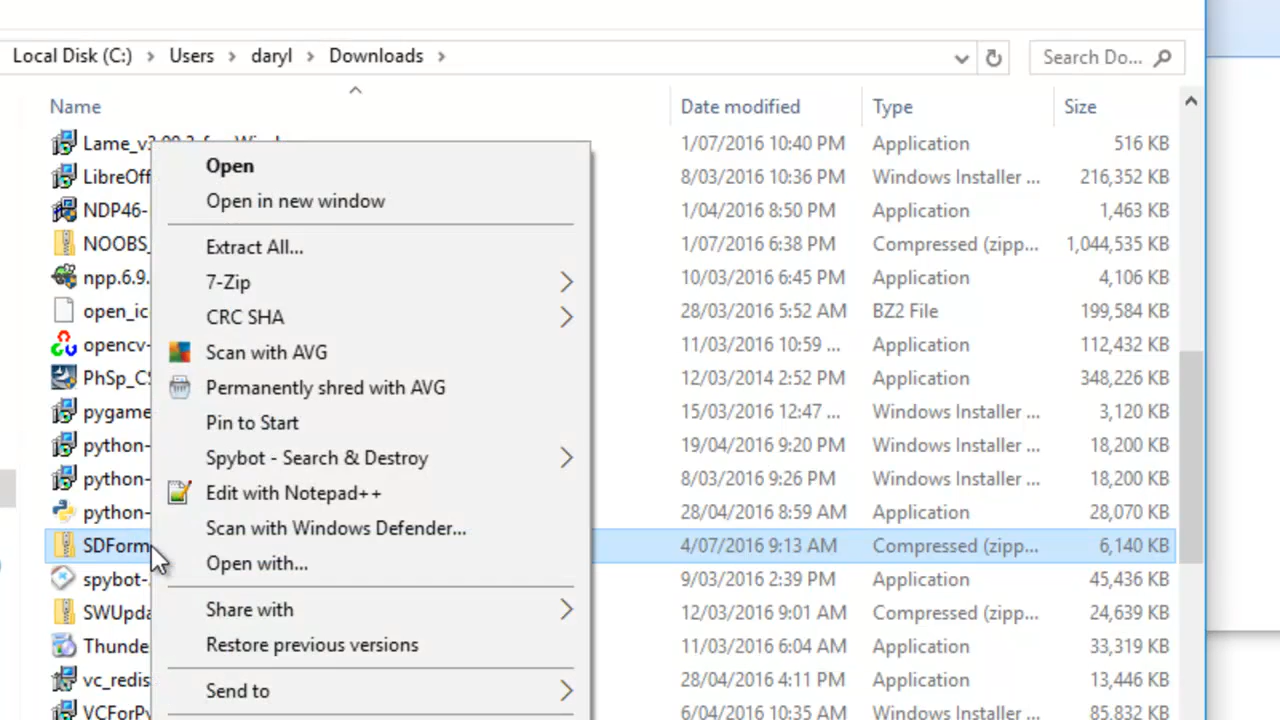 Local Disk (C:) > Users > daryl > Downloads >
Search Do...
Name Date modified Type Size
Lame_v3.99.3_for_Wind 1/07/2016 10:40 PM Application 516 KB
LibreOff 8/03/2016 10:36 PM Windows Installer ... 216,352 KB
NDP46- 1/04/2016 8:50 PM Application 1,463 KB
NOOBS_ 1/07/2016 6:38 PM Compressed (zipp... 1,044,535 KB
npp.6.9. 10/03/2016 6:45 PM Application 4,106 KB
open_ic 28/03/2016 5:52 AM BZ2 File 199,584 KB
opencv- 11/03/2016 10:59 ... Application 112,432 KB
PhSp_CS 12/03/2014 2:52 PM Application 348,226 KB
pygame 15/03/2016 12:47 ... Windows Installer ... 3,120 KB
python- 19/04/2016 9:20 PM Windows Installer ... 18,200 KB
python- 8/03/2016 9:26 PM Windows Installer ... 18,200 KB
python- 28/04/2016 8:59 AM Application 28,070 KB
SDForm 4/07/2016 9:13 AM Compressed (zipp... 6,140 KB
spybot- 9/03/2016 2:39 PM Application 45,436 KB
SWUpda 12/03/2016 9:01 AM Compressed (zipp... 24,639 KB
Thunde 11/03/2016 6:04 AM Application 33,319 KB
vc_redis 28/04/2016 4:11 PM Application 13,446 KB
VCForPy 6/04/2016 10:35 AM Windows Installer ... 85,832 KB
Open
Open in new window
Extract All...
7-Zip
CRC SHA
Scan with AVG
Permanently shred with AVG
Pin to Start
Spybot - Search & Destroy
Edit with Notepad++
Scan with Windows Defender...
Open with...
Share with
Restore previous versions
Send to